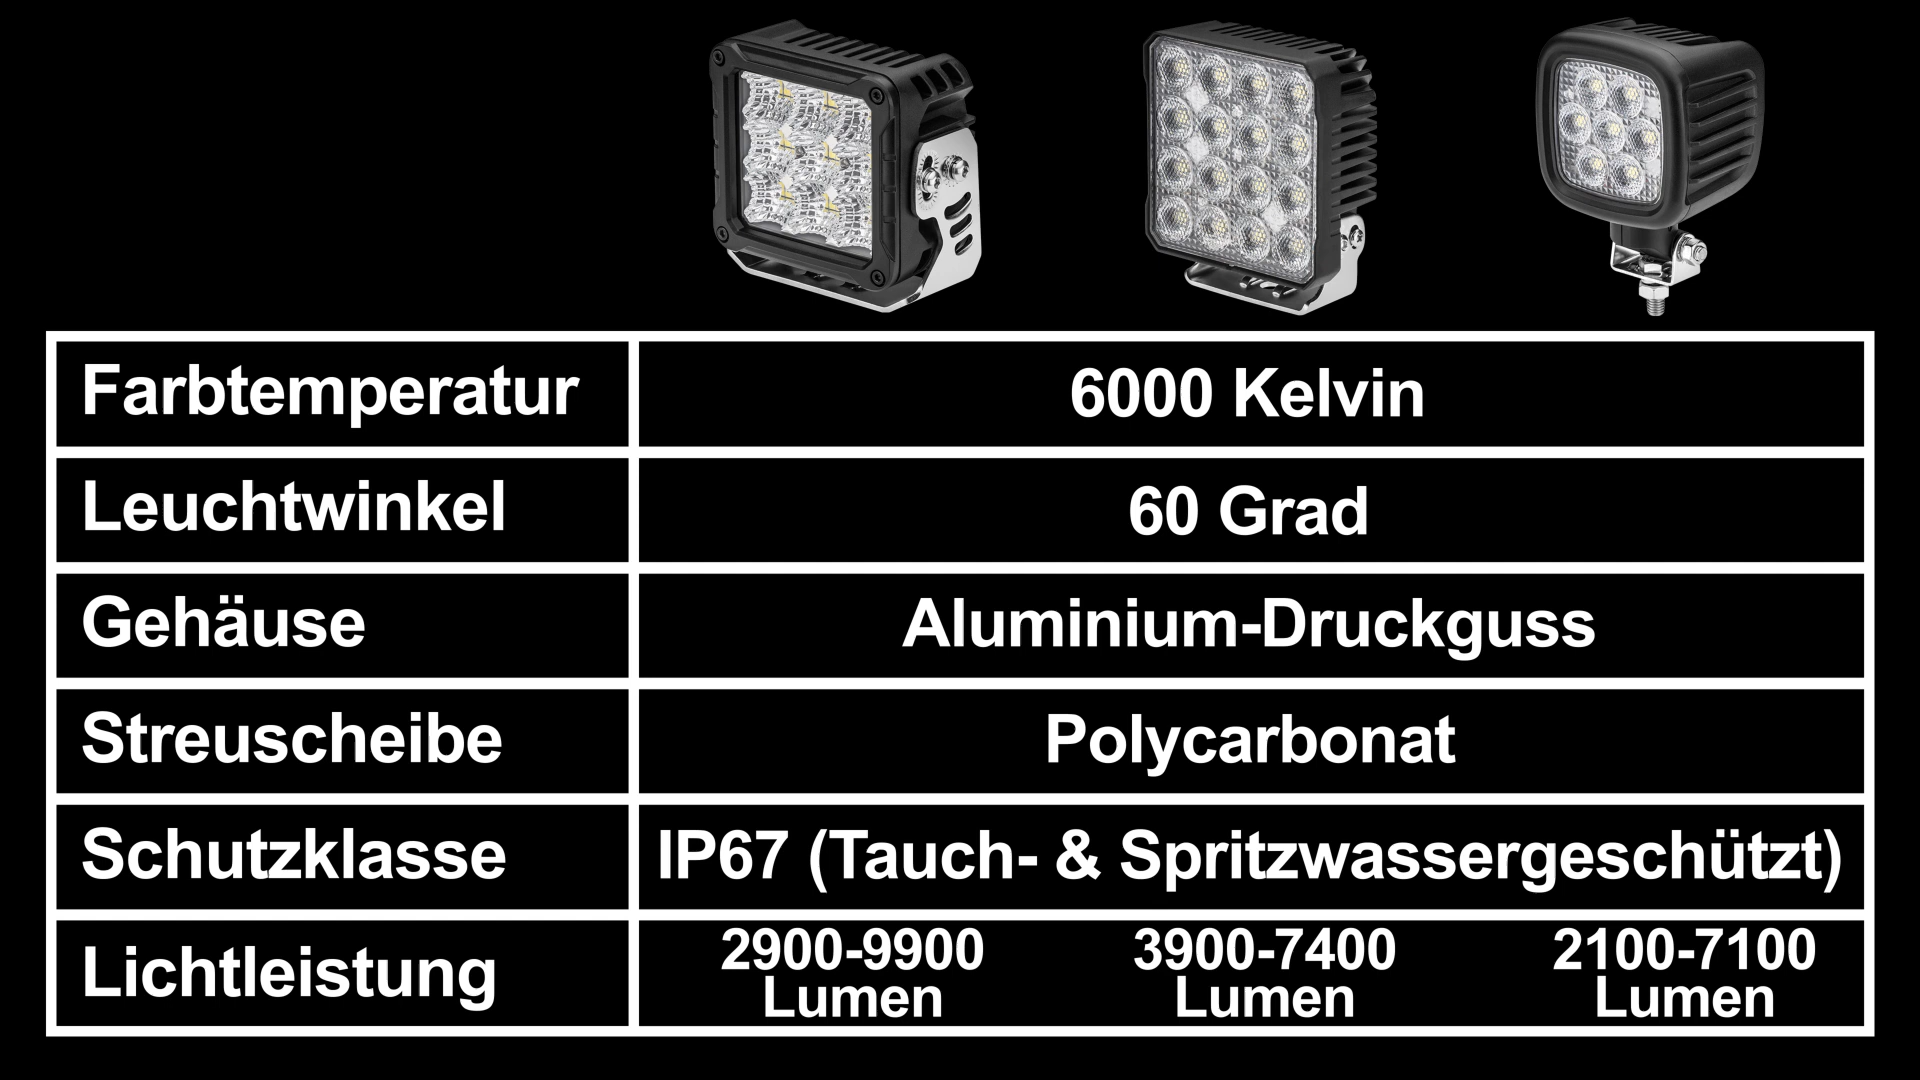 Farbtemperatur
6000 Kelvin
Leuchtwinkel
60 Grad
Gehäuse
Aluminium-Druckguss
Streuscheibe
Polycarbonat
Schutzklasse
IP67 (Tauch- & Spritzwassergeschützt)
Lichtleistung
2900-9900
Lumen
3900-7400
Lumen
2100-7100
Lumen